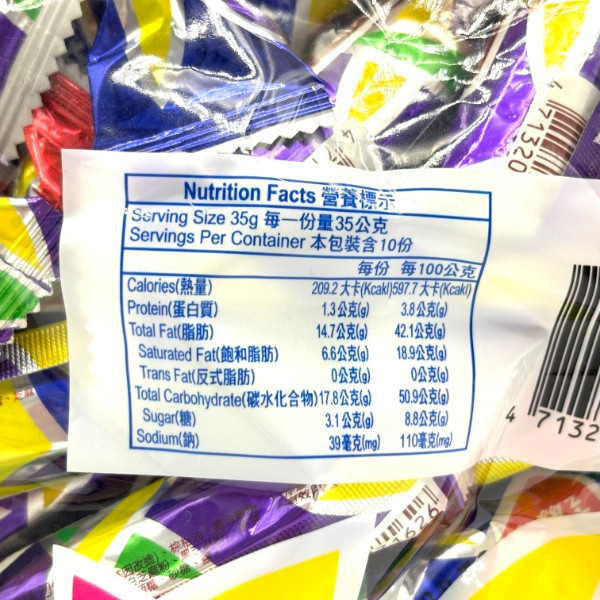 Nutrition Facts 營養標示
Serving Size 35g 每一份量35公克
Servings Per Container 本包裝含10份
每份 每100公克
Calories(熱量) 209.2 大卡(Kcakl) 597.7 大卡(Kcakl)
Protein(蛋白質) 1.3公克(g) 3.8公克(g)
Total Fat(脂肪) 14.7公克(g) 42.1公克(g)
Saturated Fat(飽和脂肪) 6.6公克(g) 18.9公克(g)
Trans Fat(反式脂肪) 0公克(g) 0公克(g)
Total Carbohydrate(碳水化合物) 17.8公克(g) 50.9公克(g)
Sugar(糖) 3.1公克(g) 8.8公克(g)
Sodium(鈉) 39毫克(mg) 110毫克(mg)
4 7132
4 71320
1626